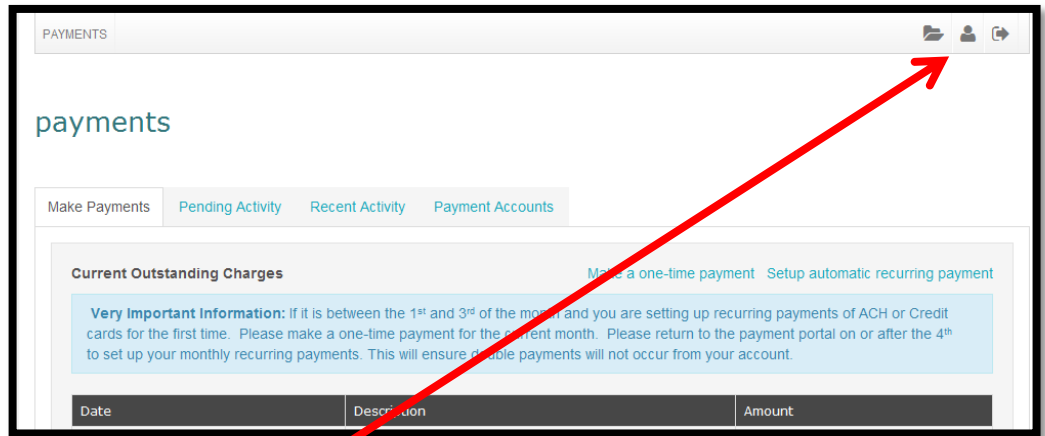 PAYMENTS
payments
Make Payments Pending Activity Recent Activity Payment Accounts
Current Outstanding Charges Make a one-time payment Setup automatic recurring payment
Very Important Information: If it is between the 1st and 3rd of the month and you are setting up recurring payments of ACH or Credit
cards for the first time. Please make a one-time payment for the current month. Please return to the payment portal on or after the 4th
to set up your monthly recurring payments. This will ensure double payments will not occur from your account.
Date Description Amount